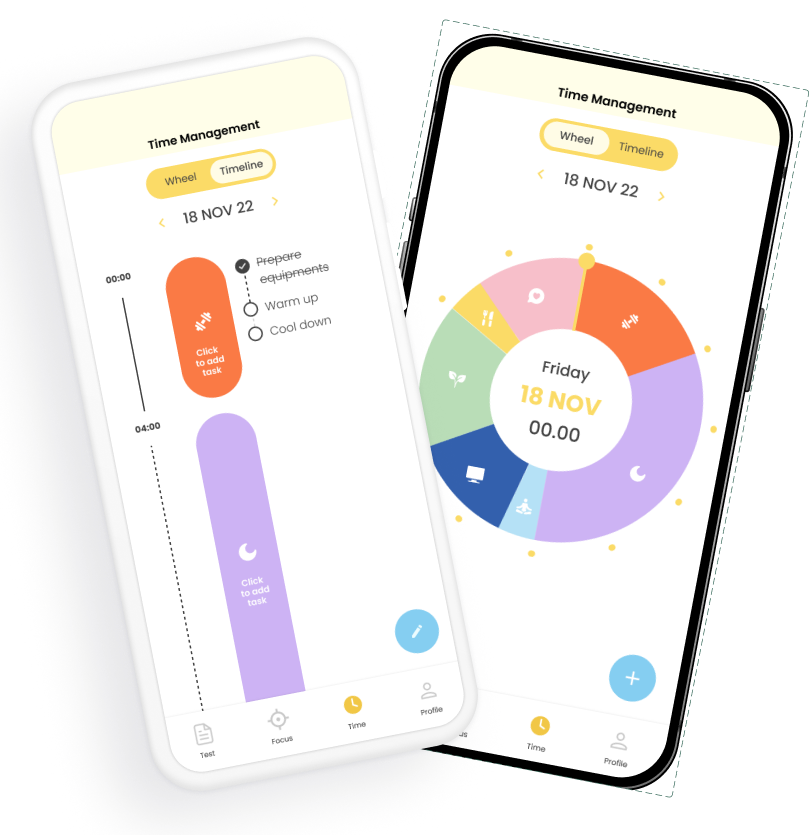 Time Management
Wheel
Timeline
18 NOV 22
00:00
Prepare
equipments
Warm up
Cool down
Click
to add
task
04:00
Click
to add
task
Test
Focus
Time
Profile
Time Management
Wheel
Timeline
18 NOV 22
Friday
18 NOV
00.00
us
Time
Profile